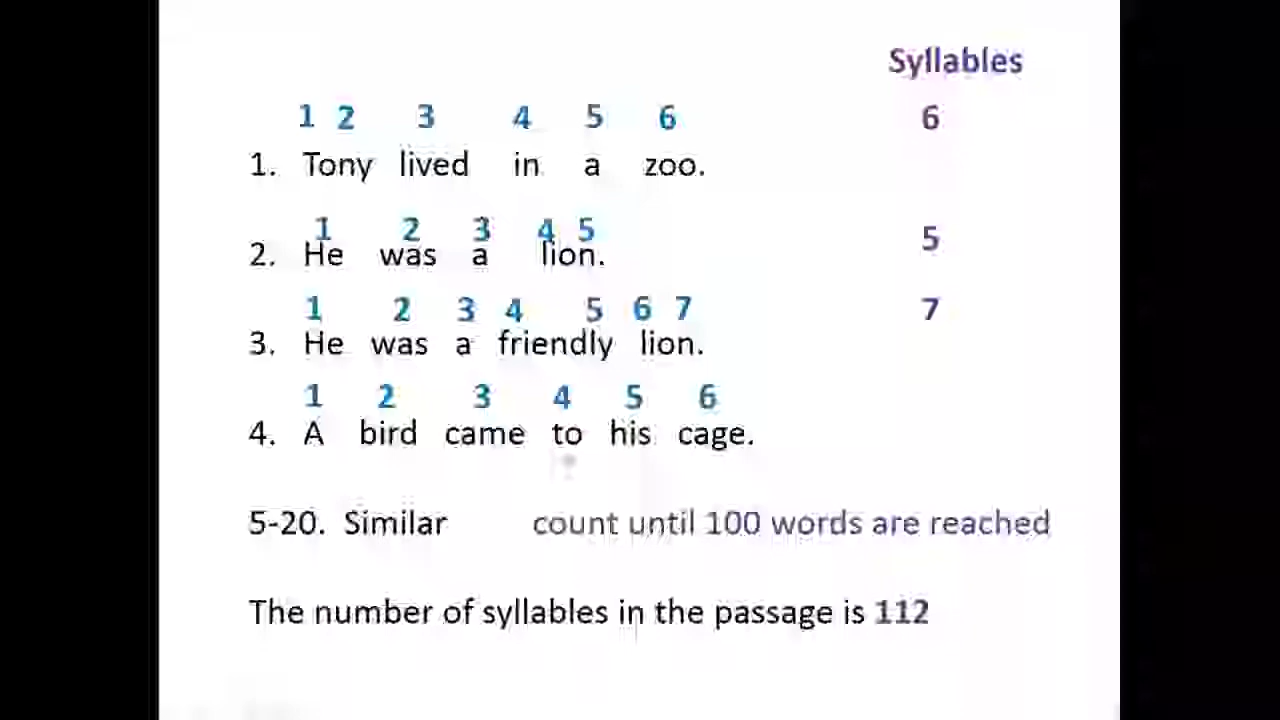 Syllables
1 2 3 4 5 6 6
1. Tony lived in a zoo.
1 2 3 4 5 5
2. He was a lion.
1 2 3 4 5 6 7 7
3. He was a friendly lion.
1 2 3 4 5 6
4. A bird came to his cage.
5-20. Similar count until 100 words are reached
The number of syllables in the passage is 112